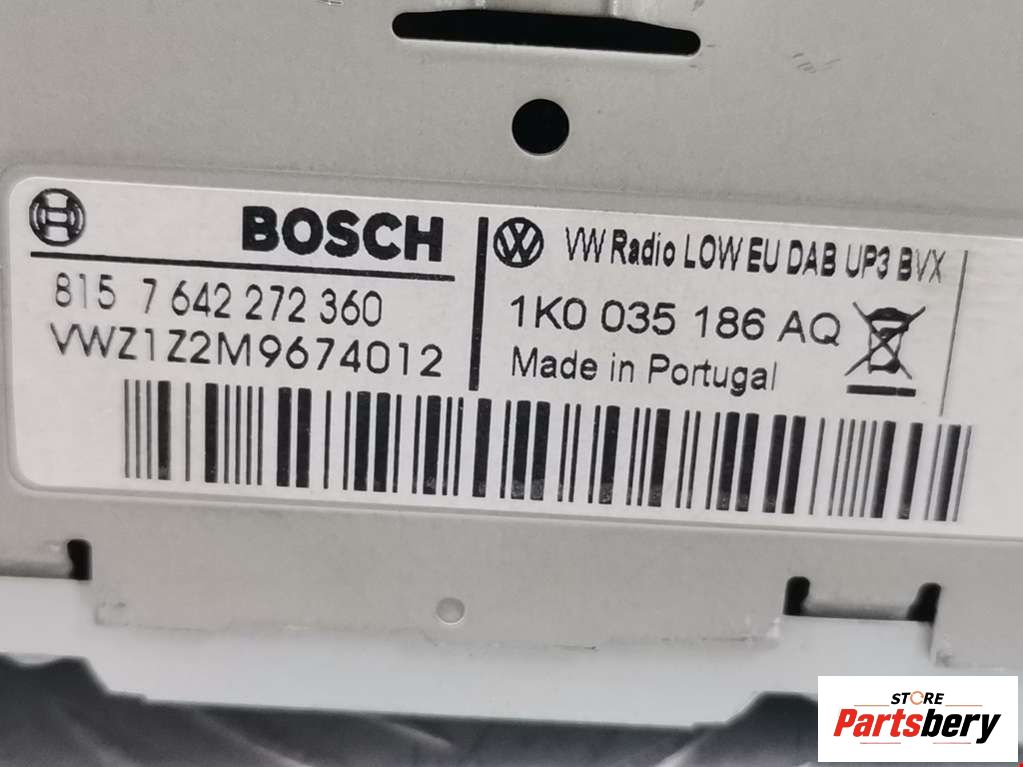 BOSCH
815 7 642 272 360
VWZ1Z2M9674012
VW Radio LOW EU DAB UP3 BVX
1K0 035 186 AQ
Made in Portugal
STORE
Partsbery